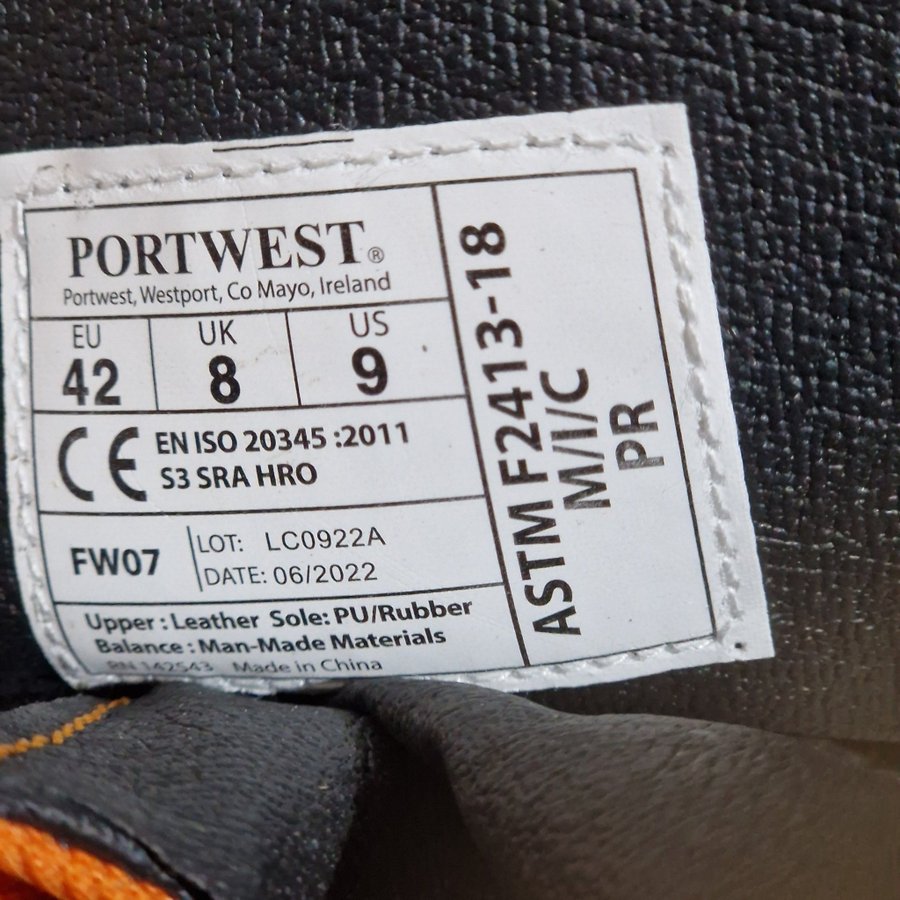 PORTWEST®
Portwest, Westport, Co Mayo, Ireland
EU UK US
42 8 9
CE EN ISO 20345 :2011
S3 SRA HRO
FW07
LOT: LC0922A
DATE: 06/2022
Upper : Leather Sole: PU/Rubber
Balance : Man-Made Materials
RN 142543 Made in China
ASTM F2413-18
M/I/C
PR